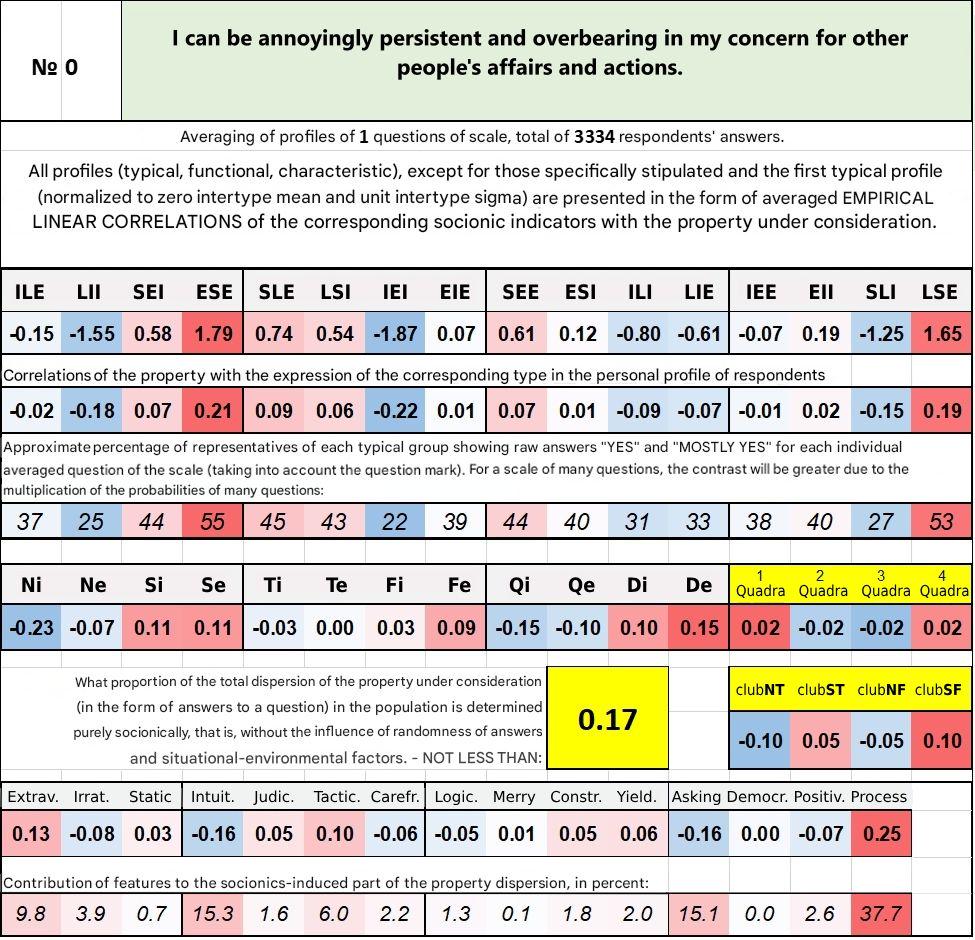 № 0
I can be annoyingly persistent and overbearing in my concern for other
people's affairs and actions.
Averaging of profiles of 1 questions of scale, total of 3334 respondents' answers.
All profiles (typical, functional, characteristic), except for those specifically stipulated and the first typical profile
(normalized to zero intertype mean and unit intertype sigma) are presented in the form of averaged EMPIRICAL
LINEAR CORRELATIONS of the corresponding socionic indicators with the property under consideration.
ILE LII SEI ESE SLE LSI IEI EIE SEE ESI ILI LIE IEE EII SLI LSE
-0.15 -1.55 0.58 1.79 0.74 0.54 -1.87 0.07 0.61 0.12 -0.80 -0.61 -0.07 0.19 -1.25 1.65
Correlations of the property with the expression of the corresponding type in the personal profile of respondents
-0.02 -0.18 0.07 0.21 0.09 0.06 -0.22 0.01 0.07 0.01 -0.09 -0.07 -0.01 0.02 -0.15 0.19
Approximate percentage of representatives of each typical group showing raw answers "YES" and "MOSTLY YES" for each individual
averaged question of the scale (taking into account the question mark). For a scale of many questions, the contrast will be greater due to the
multiplication of the probabilities of many questions:
37 25 44 55 45 43 22 39 44 40 31 33 38 40 27 53
Ni Ne Si Se Ti Te Fi Fe Qi Qe Di De 1 Quadra 2 Quadra 3 Quadra 4 Quadra
-0.23 -0.07 0.11 0.11 -0.03 0.00 0.03 0.09 -0.15 -0.10 0.10 0.15 0.02 -0.02 -0.02 0.02
What proportion of the total dispersion of the property under consideration
(in the form of answers to a question) in the population is determined
purely socionically, that is, without the influence of randomness of answers
and situational-environmental factors. - NOT LESS THAN:
0.17
clubNT clubST clubNF clubSF
-0.10 0.05 -0.05 0.10
Extrav. Irrat. Static Intuit. Judic. Tactic. Carefr. Logic. Merry Constr. Yield. Asking Democr. Positiv. Process
0.13 -0.08 0.03 -0.16 0.05 0.10 -0.06 -0.05 0.01 0.05 0.06 -0.16 0.00 -0.07 0.25
Contribution of features to the socionics-induced part of the property dispersion, in percent:
9.8 3.9 0.7 15.3 1.6 6.0 2.2 1.3 0.1 1.8 2.0 15.1 0.0 2.6 37.7